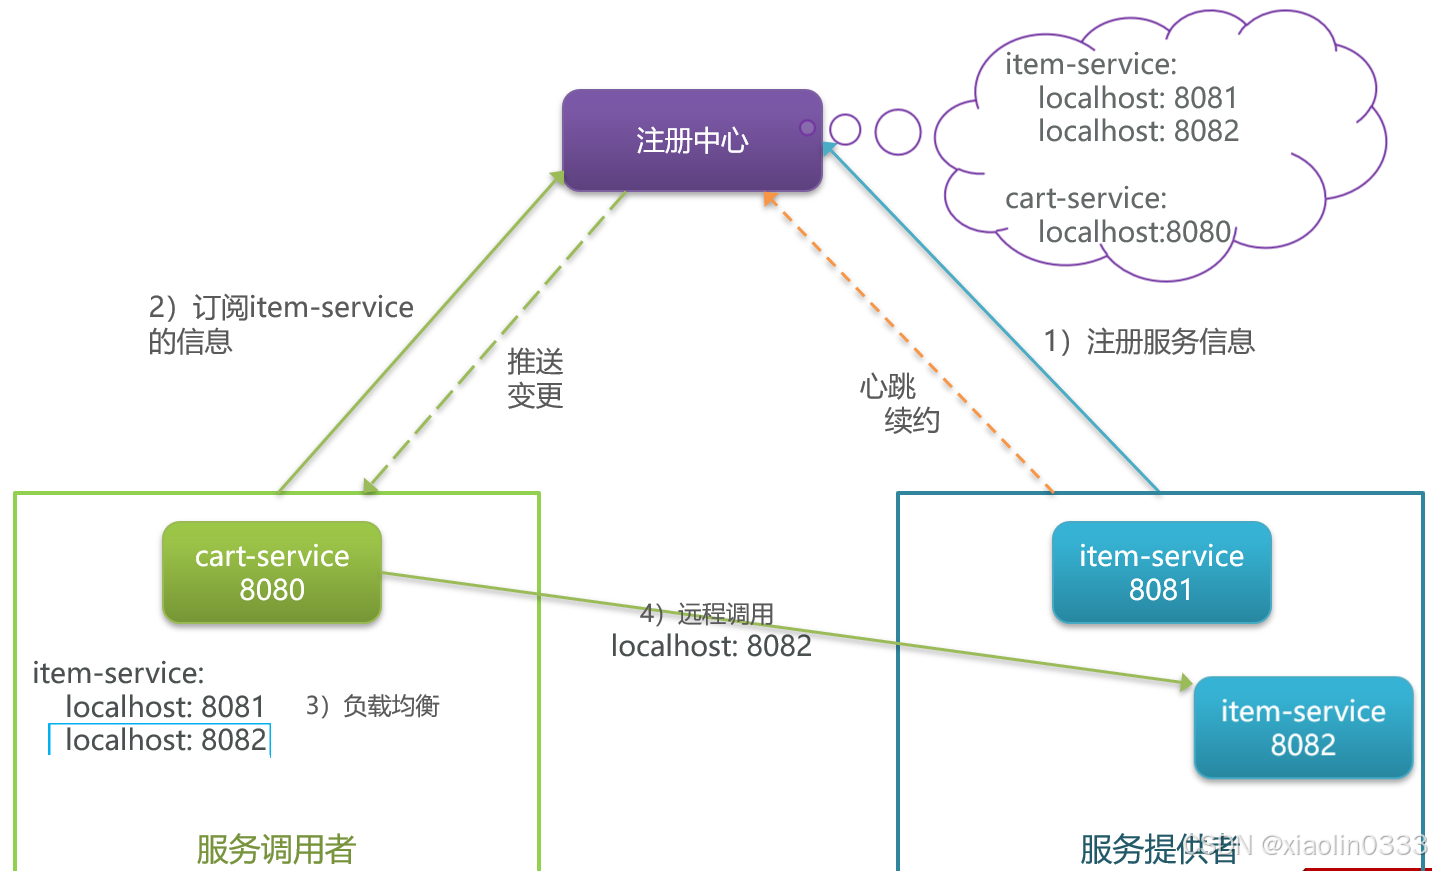 item-service:
localhost: 8081
localhost: 8082
cart-service:
localhost:8080
注册中心
2）订阅item-service
的信息
推送
变更
心跳
续约
1）注册服务信息
cart-service
8080
item-service
8081
4）远程调用
localhost: 8082
item-service:
localhost: 8081
3）负载均衡
localhost: 8082
item-service
8082
服务调用者
服务提供者
CSDN @xiaolin0333